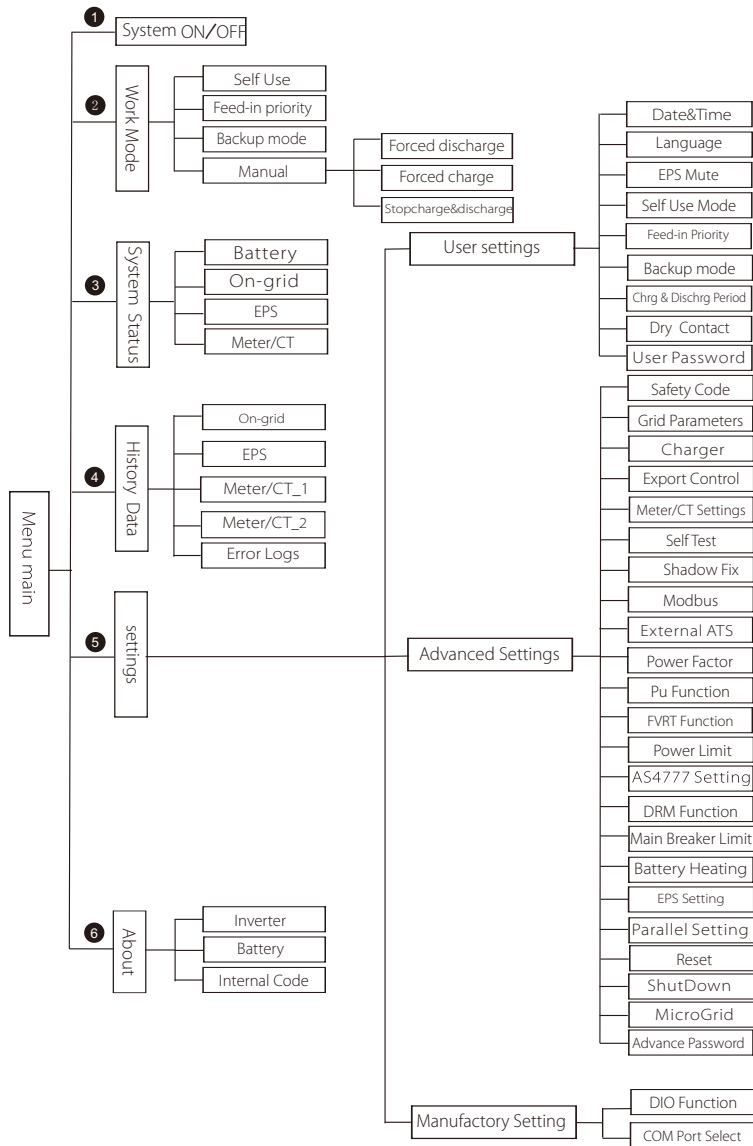 Menu main
1
System ON/OFF
2
Work Mode
Self Use
Feed-in priority
Backup mode
Manual
Forced discharge
Forced charge
Stopcharge&discharge
3
System Status
Battery
On-grid
EPS
Meter/CT
4
History Data
On-grid
EPS
Meter/CT_1
Meter/CT_2
Error Logs
5
settings
User settings
Date&Time
Language
EPS Mute
Self Use Mode
Feed-in Priority
Backup mode
Chrg & Dischrg Period
Dry Contact
User Password
Advanced Settings
Safety Code
Grid Parameters
Charger
Export Control
Meter/CT Settings
Self Test
Shadow Fix
Modbus
External ATS
Power Factor
Pu Function
FVRT Function
Power Limit
AS4777 Setting
DRM Function
Main Breaker Limit
Battery Heating
EPS Setting
Parallel Setting
Reset
ShutDown
MicroGrid
Advance Password
Manufactory Setting
DIO Function
COM Port Select
6
About
Inverter
Battery
Internal Code